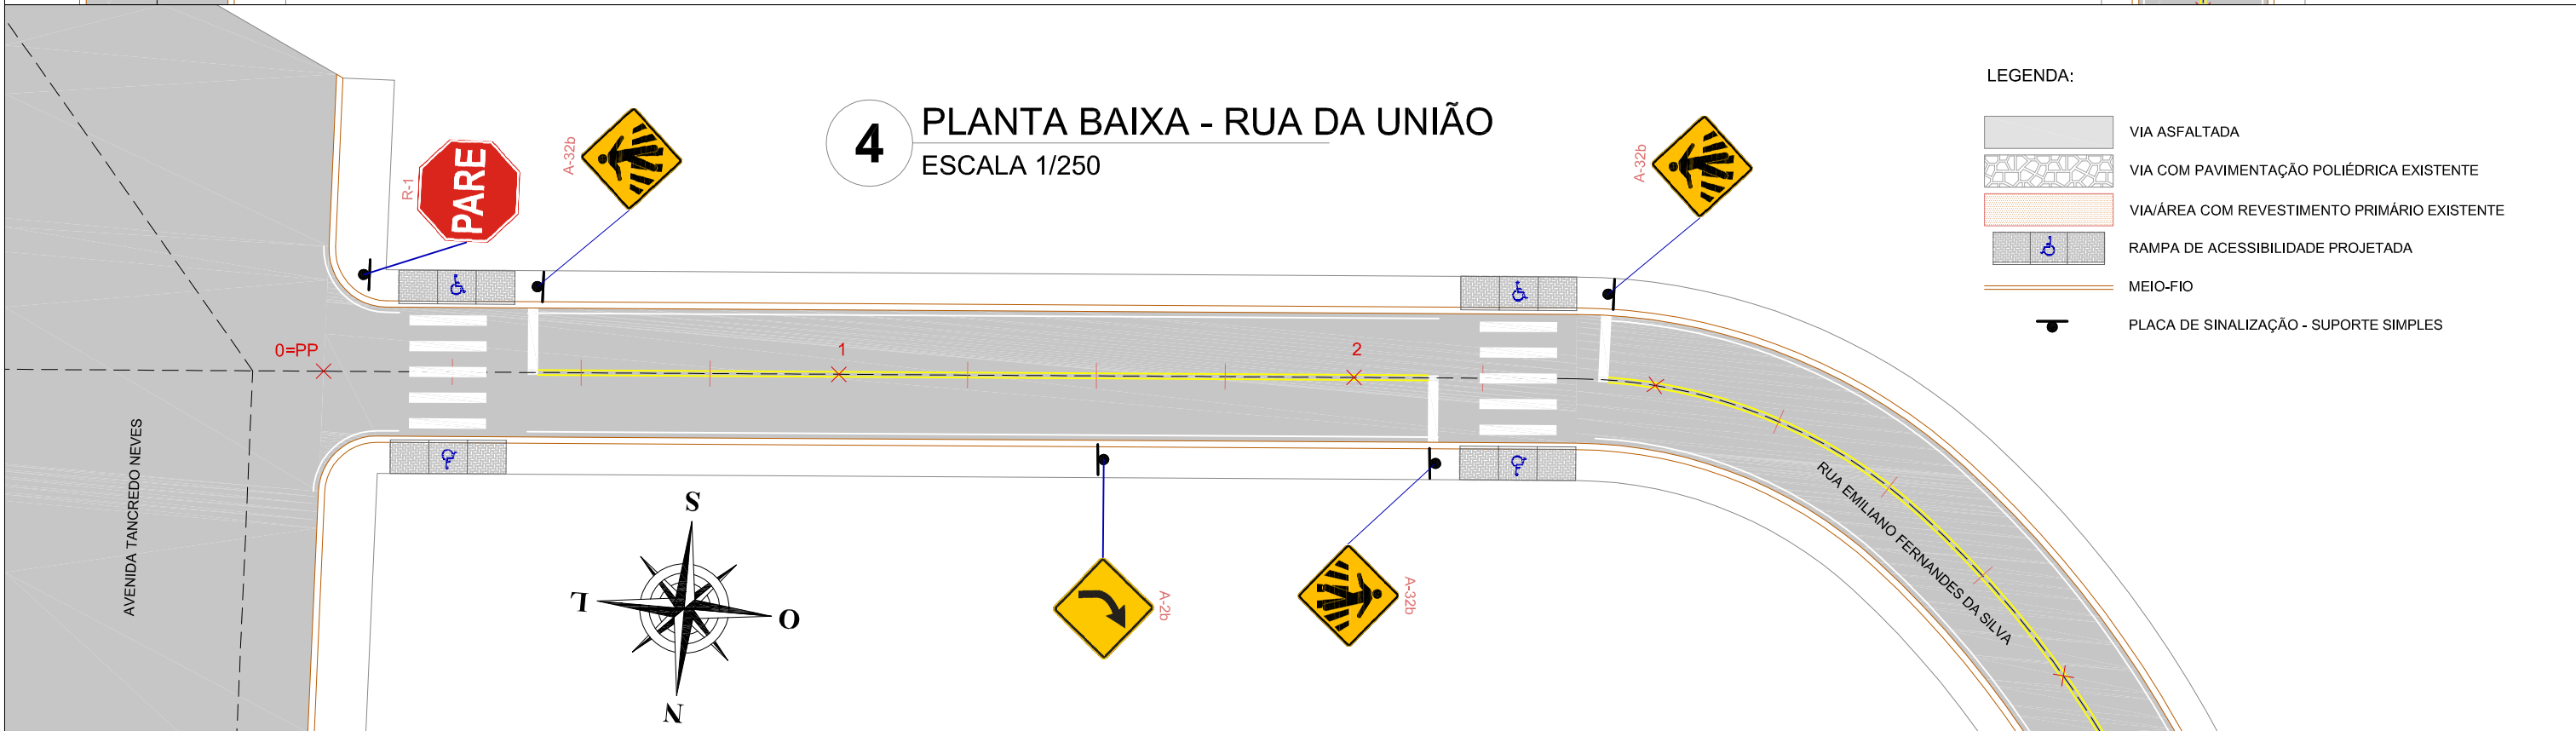 4
PLANTA BAIXA - RUA DA UNIÃO
ESCALA 1/250
LEGENDA:
VIA ASFALTADA
VIA COM PAVIMENTAÇÃO POLIÉDRICA EXISTENTE
VIA/ÁREA COM REVESTIMENTO PRIMÁRIO EXISTENTE
RAMPA DE ACESSIBILIDADE PROJETADA
MEIO-FIO
PLACA DE SINALIZAÇÃO - SUPORTE SIMPLES
R-1
PARE
A-32b
A-32b
0=PP
1
2
AVENIDA TANCREDO NEVES
RUA EMILIANO FERNANDES DA SILVA
S
L
O
N
A-2b
A-32b